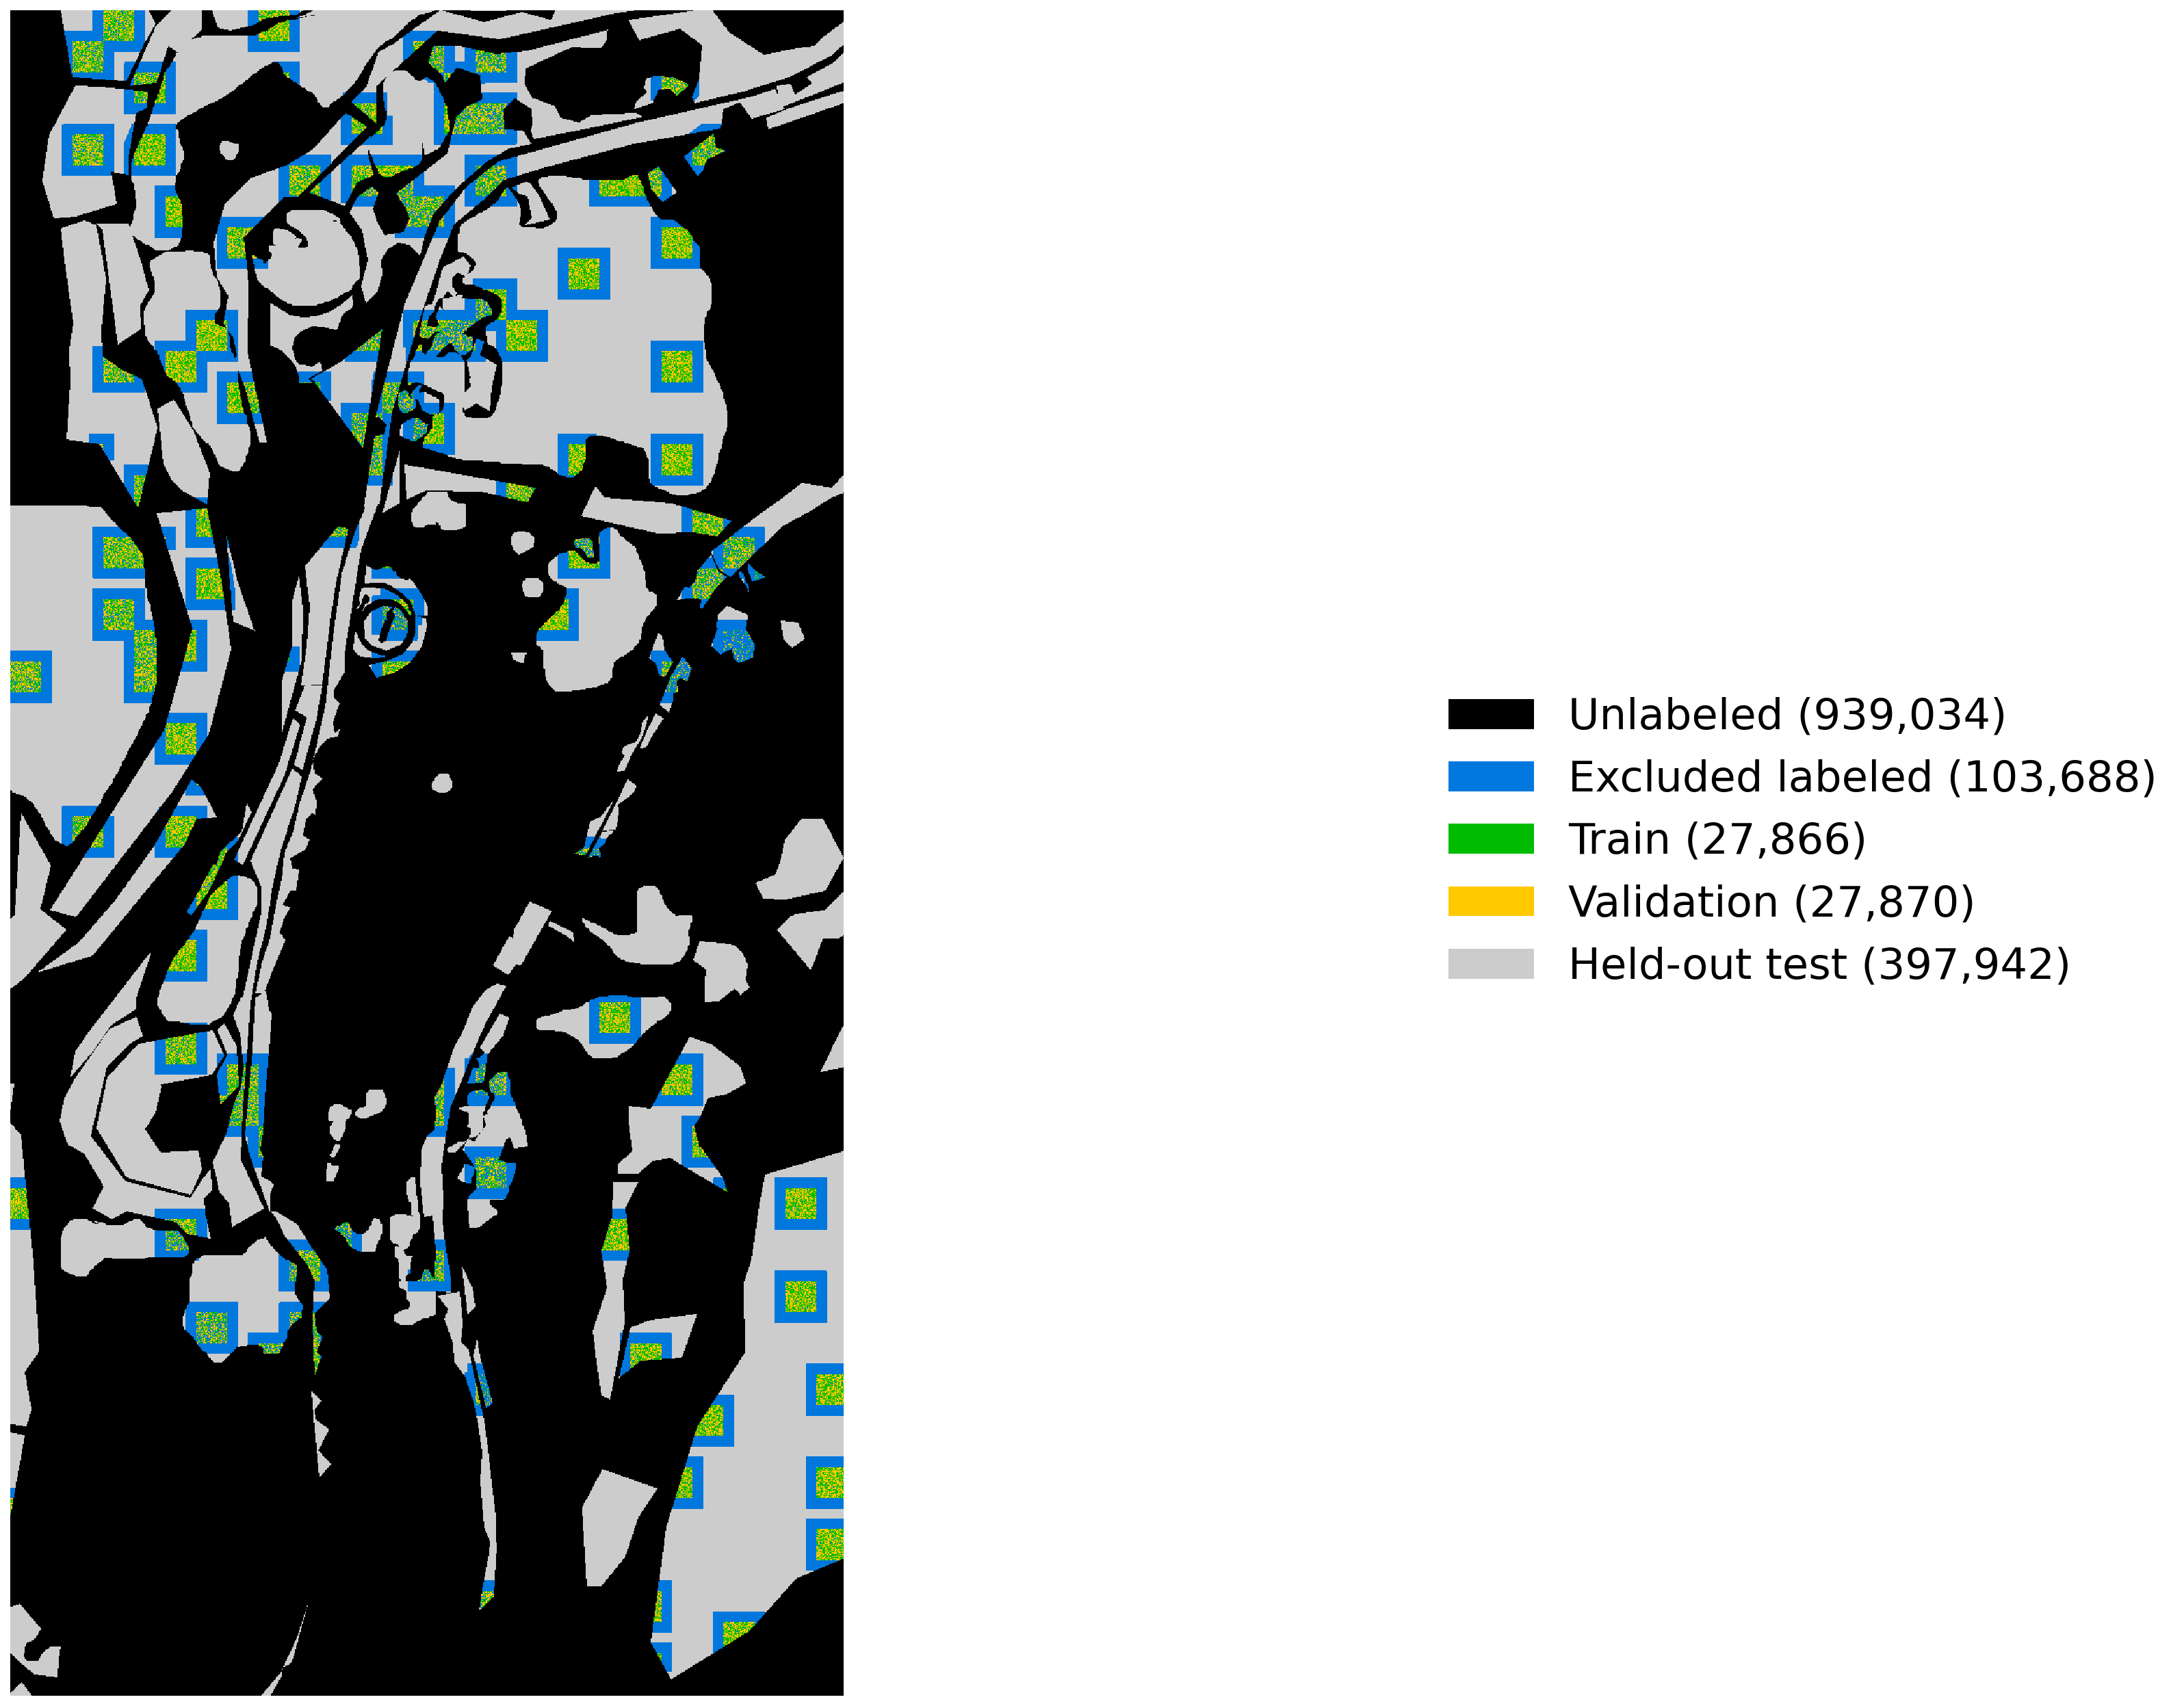 Unlabeled (939,034)
Excluded labeled (103,688)
Train (27,866)
Validation (27,870)
Held-out test (397,942)